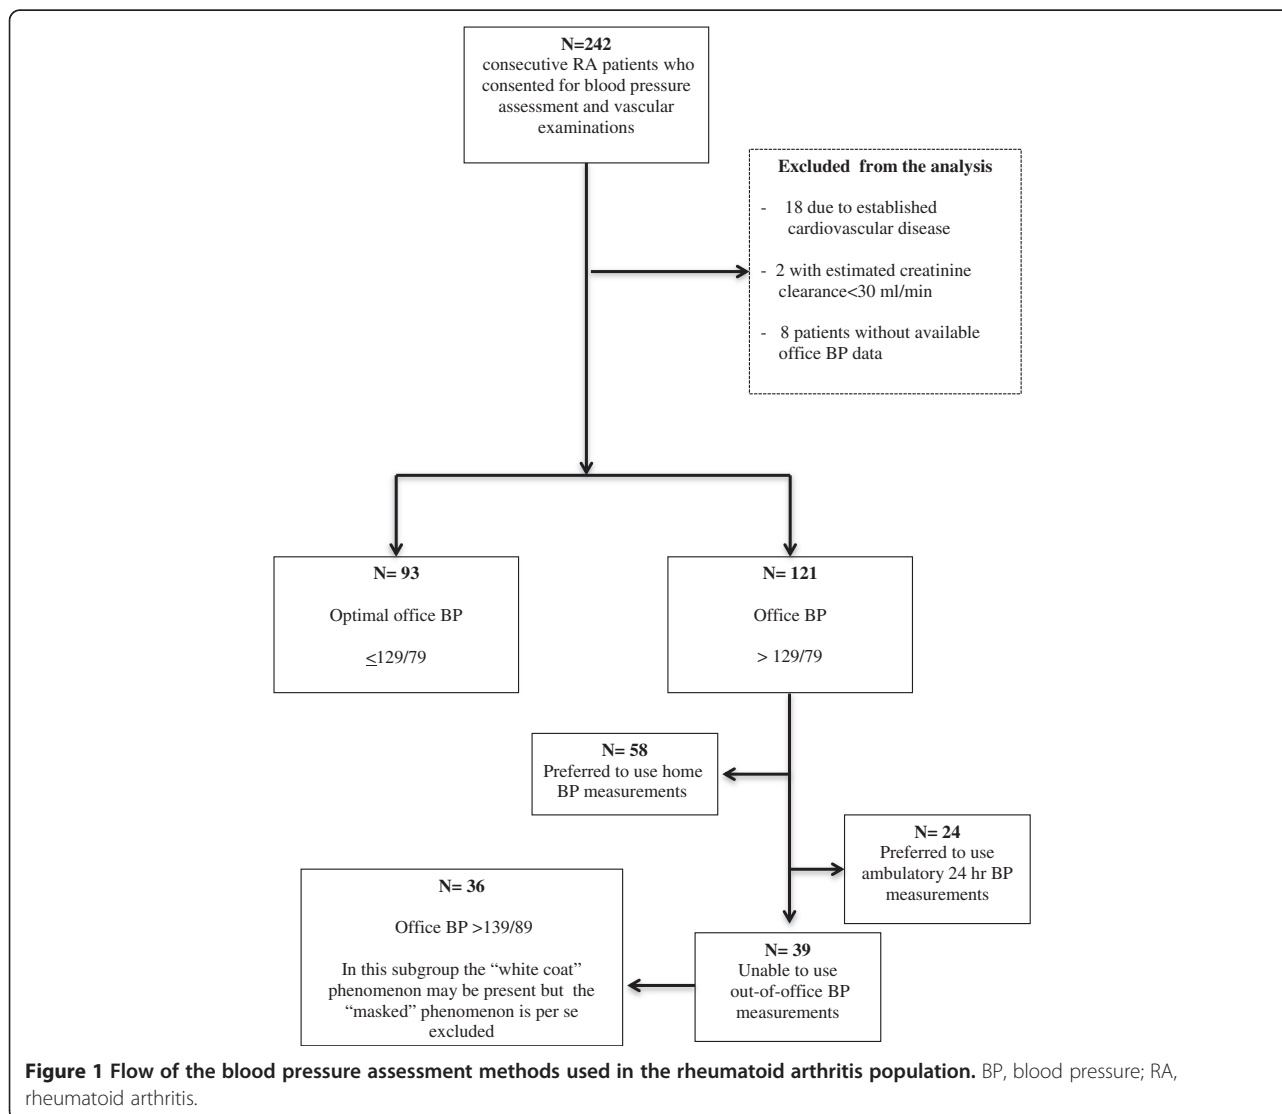 N=242
consecutive RA patients who
consented for blood pressure
assessment and vascular
examinations
Excluded from the analysis
- 18 due to established
cardiovascular disease
- 2 with estimated creatinine
clearance<30 ml/min
- 8 patients without available
office BP data
N= 93
Optimal office BP
≤129/79
N= 121
Office BP
> 129/79
N= 58
Preferred to use home
BP measurements
N= 24
Preferred to use
ambulatory 24 hr BP
measurements
N= 36
Office BP >139/89
In this subgroup the “white coat”
phenomenon may be present but the
“masked” phenomenon is per se
excluded
N= 39
Unable to use
out-of-office BP
measurements
Figure 1 Flow of the blood pressure assessment methods used in the rheumatoid arthritis population. BP, blood pressure; RA,
rheumatoid arthritis.